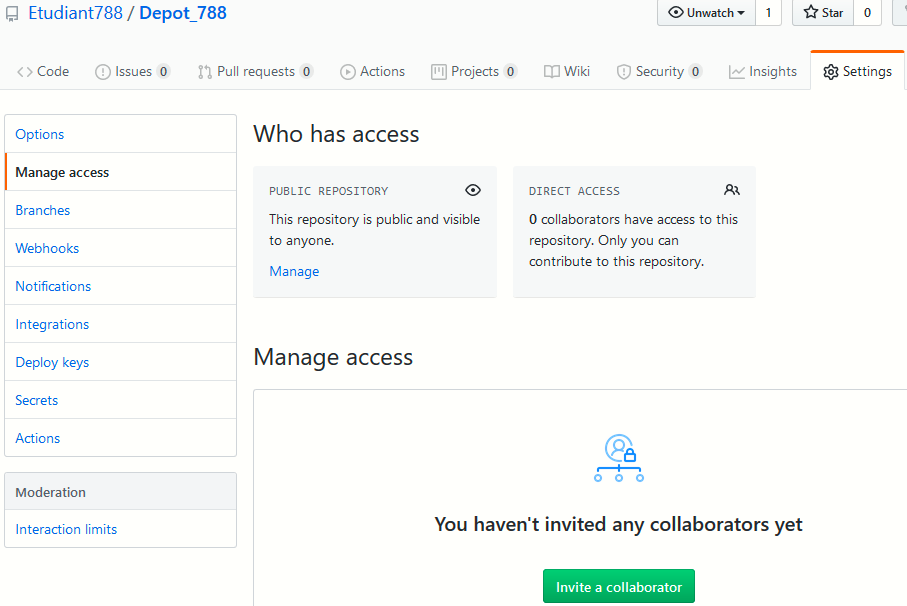 Etudiant788 / Depot_788
Unwatch 1 Star 0
Code Issues 0 Pull requests 0 Actions Projects 0 Wiki Security 0 Insights Settings
Options
Manage access
Branches
Webhooks
Notifications
Integrations
Deploy keys
Secrets
Actions
Moderation
Interaction limits
Who has access
PUBLIC REPOSITORY
This repository is public and visible
to anyone.
Manage
DIRECT ACCESS
0 collaborators have access to this
repository. Only you can
contribute to this repository.
Manage access
You haven't invited any collaborators yet
Invite a collaborator